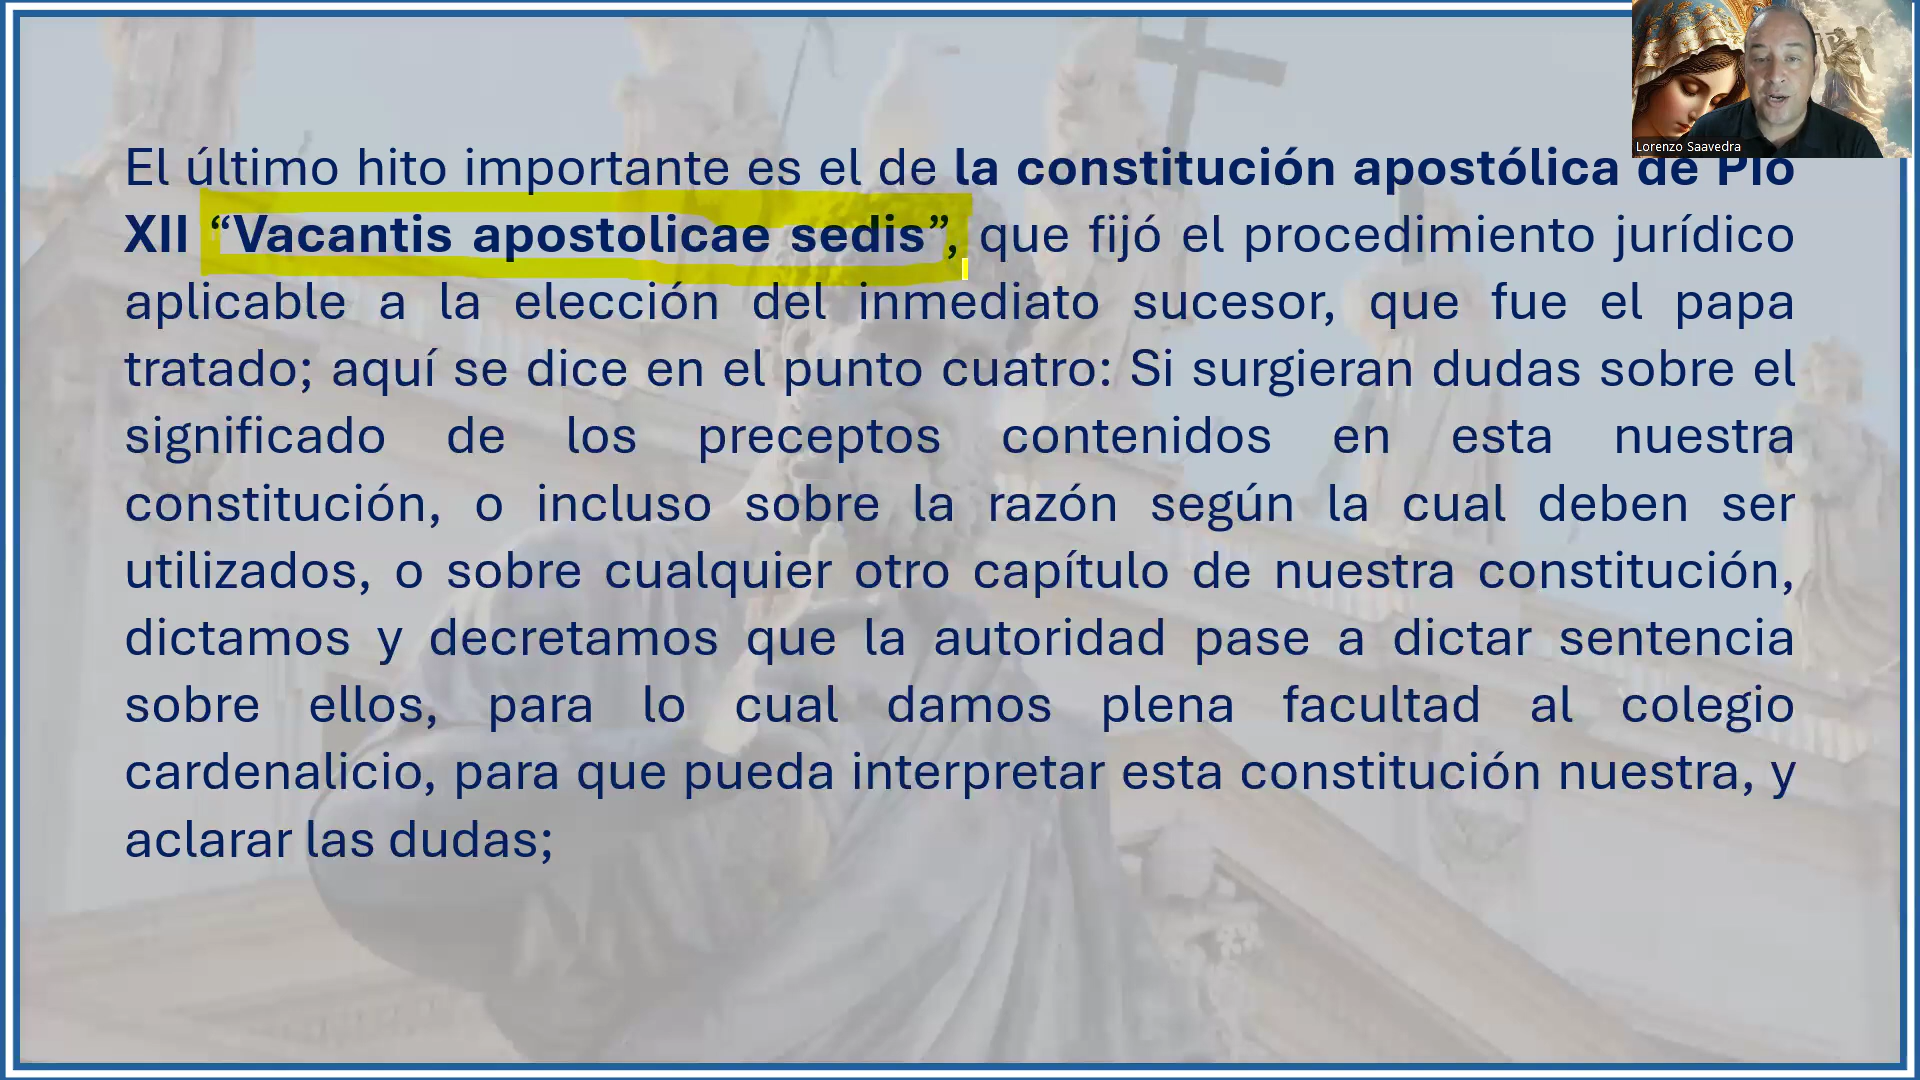 Lorenzo Saavedra
El último hito importante es el de la constitución apostólica de Pío
XII “Vacantis apostolicae sedis”, que fijó el procedimiento jurídico
aplicable a la elección del inmediato sucesor, que fue el papa
tratado; aquí se dice en el punto cuatro: Si surgieran dudas sobre el
significado de los preceptos contenidos en esta nuestra
constitución, o incluso sobre la razón según la cual deben ser
utilizados, o sobre cualquier otro capítulo de nuestra constitución,
dictamos y decretamos que la autoridad pase a dictar sentencia
sobre ellos, para lo cual damos plena facultad al colegio
cardenalicio, para que pueda interpretar esta constitución nuestra, y
aclarar las dudas;